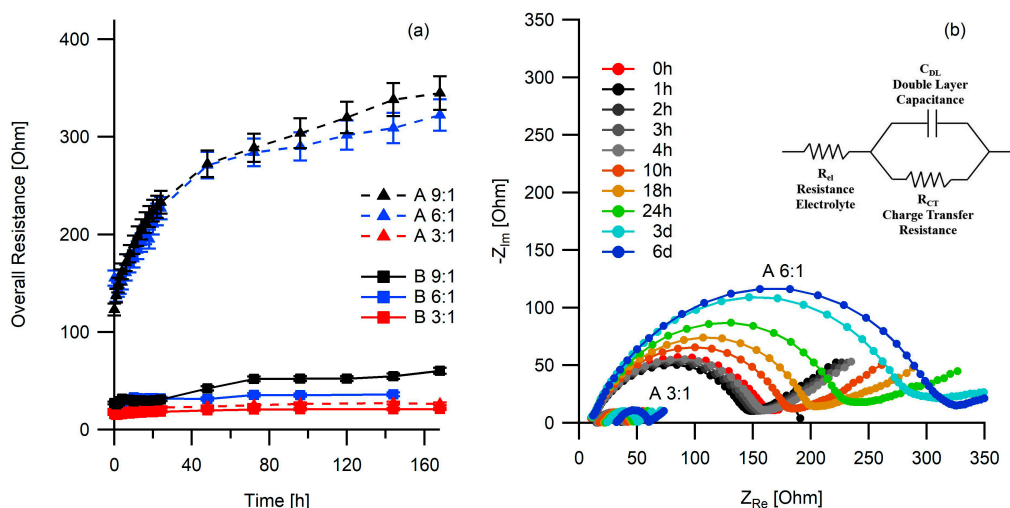 (a)
400
300
200
100
0
Overall Resistance [Ohm]
0
40
80
120
160
Time [h]
A 9:1
A 6:1
A 3:1
B 9:1
B 6:1
B 3:1
(b)
350
300
250
200
150
100
50
0
-Z_Im [Ohm]
0
50
100
150
200
250
300
350
Z_Re [Ohm]
0h
1h
2h
3h
4h
10h
18h
24h
3d
6d
A 6:1
A 3:1
C_DL
Double Layer
Capacitance
R_el
Resistance
Electrolyte
R_CT
Charge Transfer
Resistance